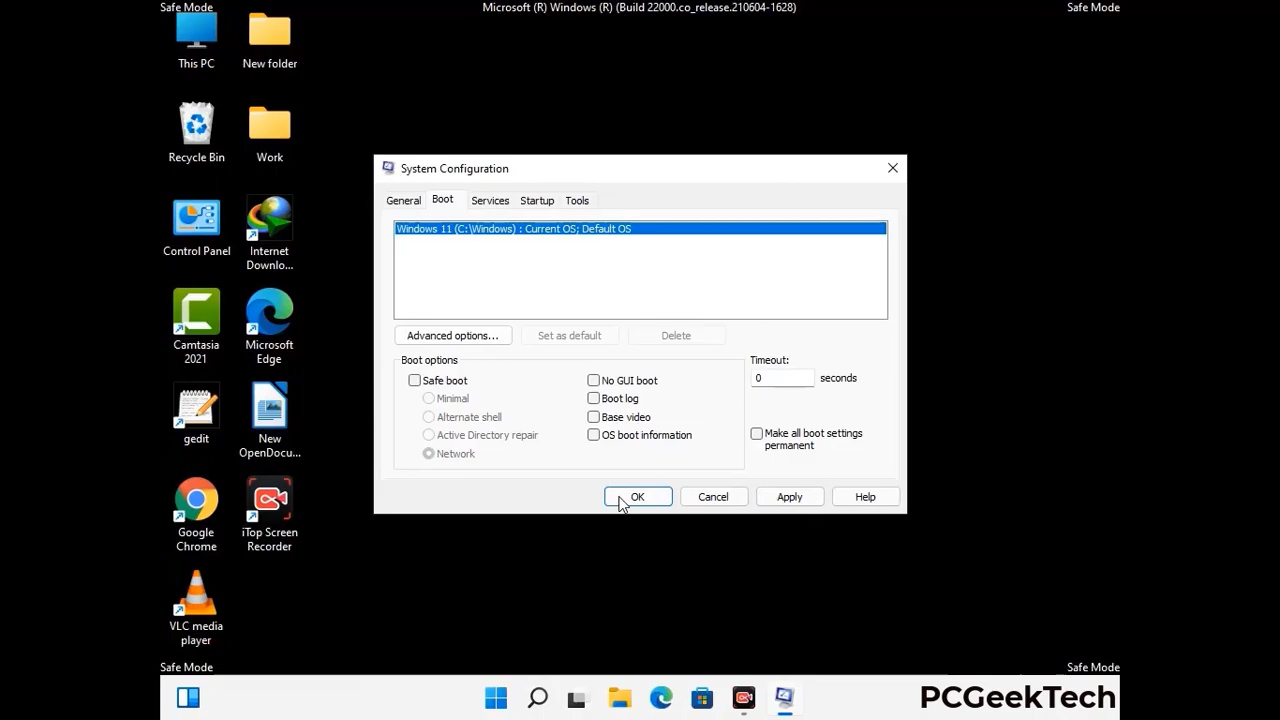 Safe Mode
Microsoft (R) Windows (R) (Build 22000.co_release.210604-1628)
Safe Mode
This PC
New folder
Recycle Bin
Work
Control Panel
Internet
Downlo...
Camtasia
2021
Microsoft
Edge
gedit
New
OpenDocu...
Google
Chrome
iTop Screen
Recorder
VLC media
player
System Configuration
General
Boot
Services
Startup
Tools
Windows 11 (C:\Windows) : Current OS; Default OS
Advanced options...
Set as default
Delete
Boot options
Safe boot
Minimal
Alternate shell
Active Directory repair
Network
No GUI boot
Boot log
Base video
OS boot information
Timeout:
0 seconds
Make all boot settings
permanent
OK
Cancel
Apply
Help
Safe Mode
Safe Mode
PCGeekTech